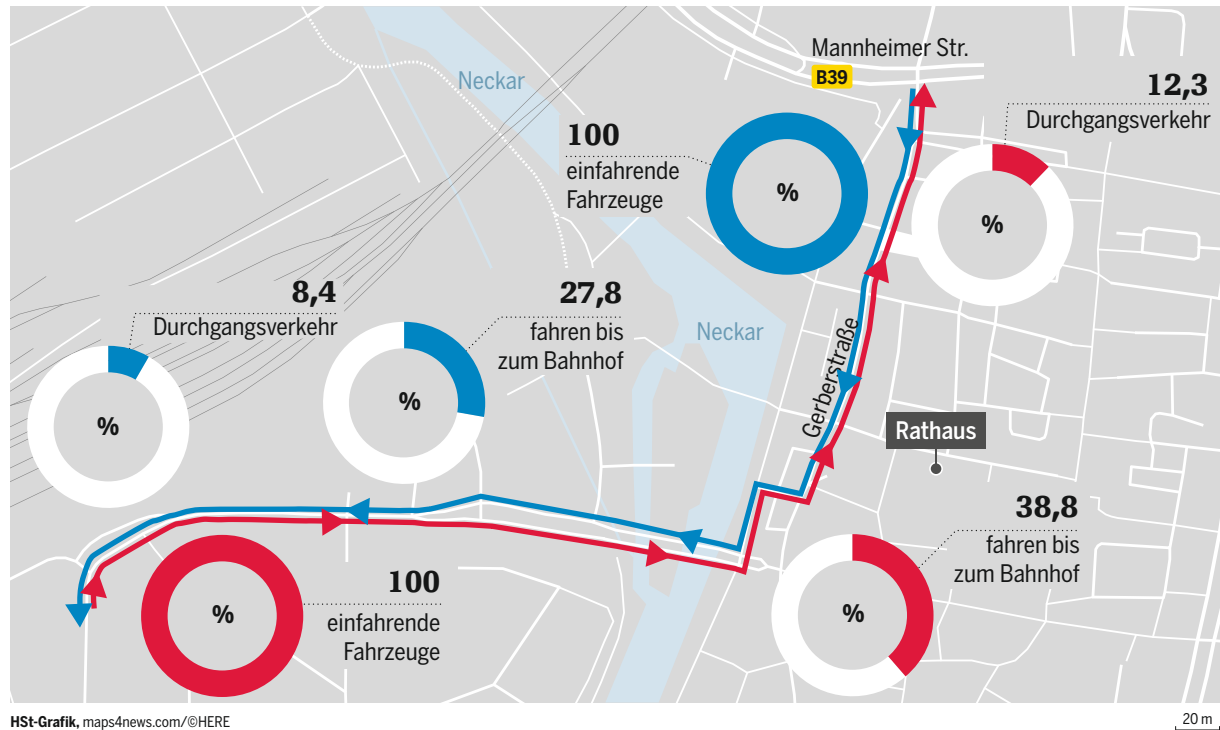 Mannheimer Str.
B39
Neckar
12,3
Durchgangsverkehr
%
100
einfahrende
Fahrzeuge
%
8,4
Durchgangsverkehr
%
27,8
fahren bis
zum Bahnhof
%
Neckar
Gerberstraße
Rathaus
38,8
fahren bis
zum Bahnhof
%
100
einfahrende
Fahrzeuge
%
HSt-Grafik, maps4news.com/©HERE
20 m